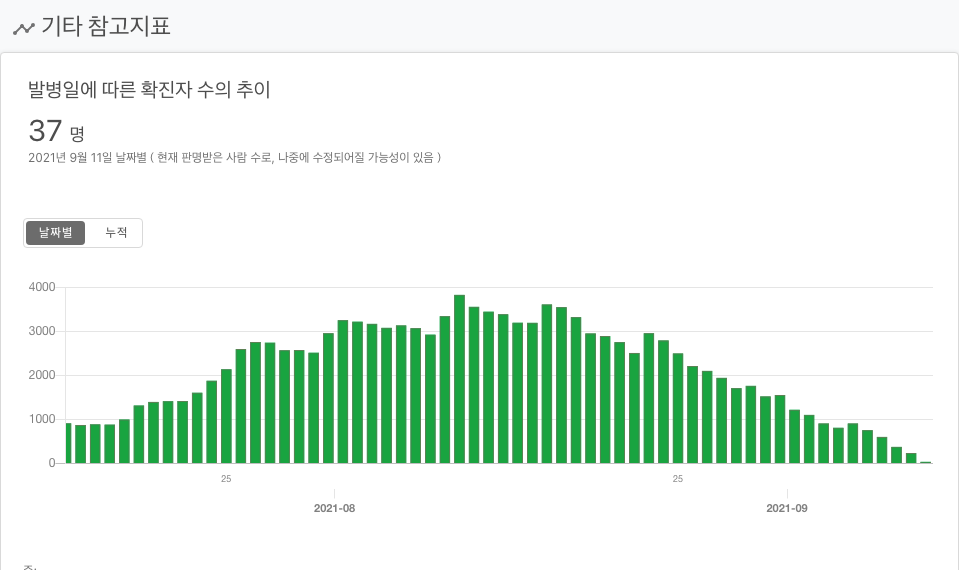 기타 참고지표
발병일에 따른 확진자 수의 추이
37 명
2021년 9월 11일 날짜별 ( 현재 판명받은 사람 수로, 나중에 수정되어질 가능성이 있음 )
날짜별 누적
4000
3000
2000
1000
0
25 25
2021-08 2021-09